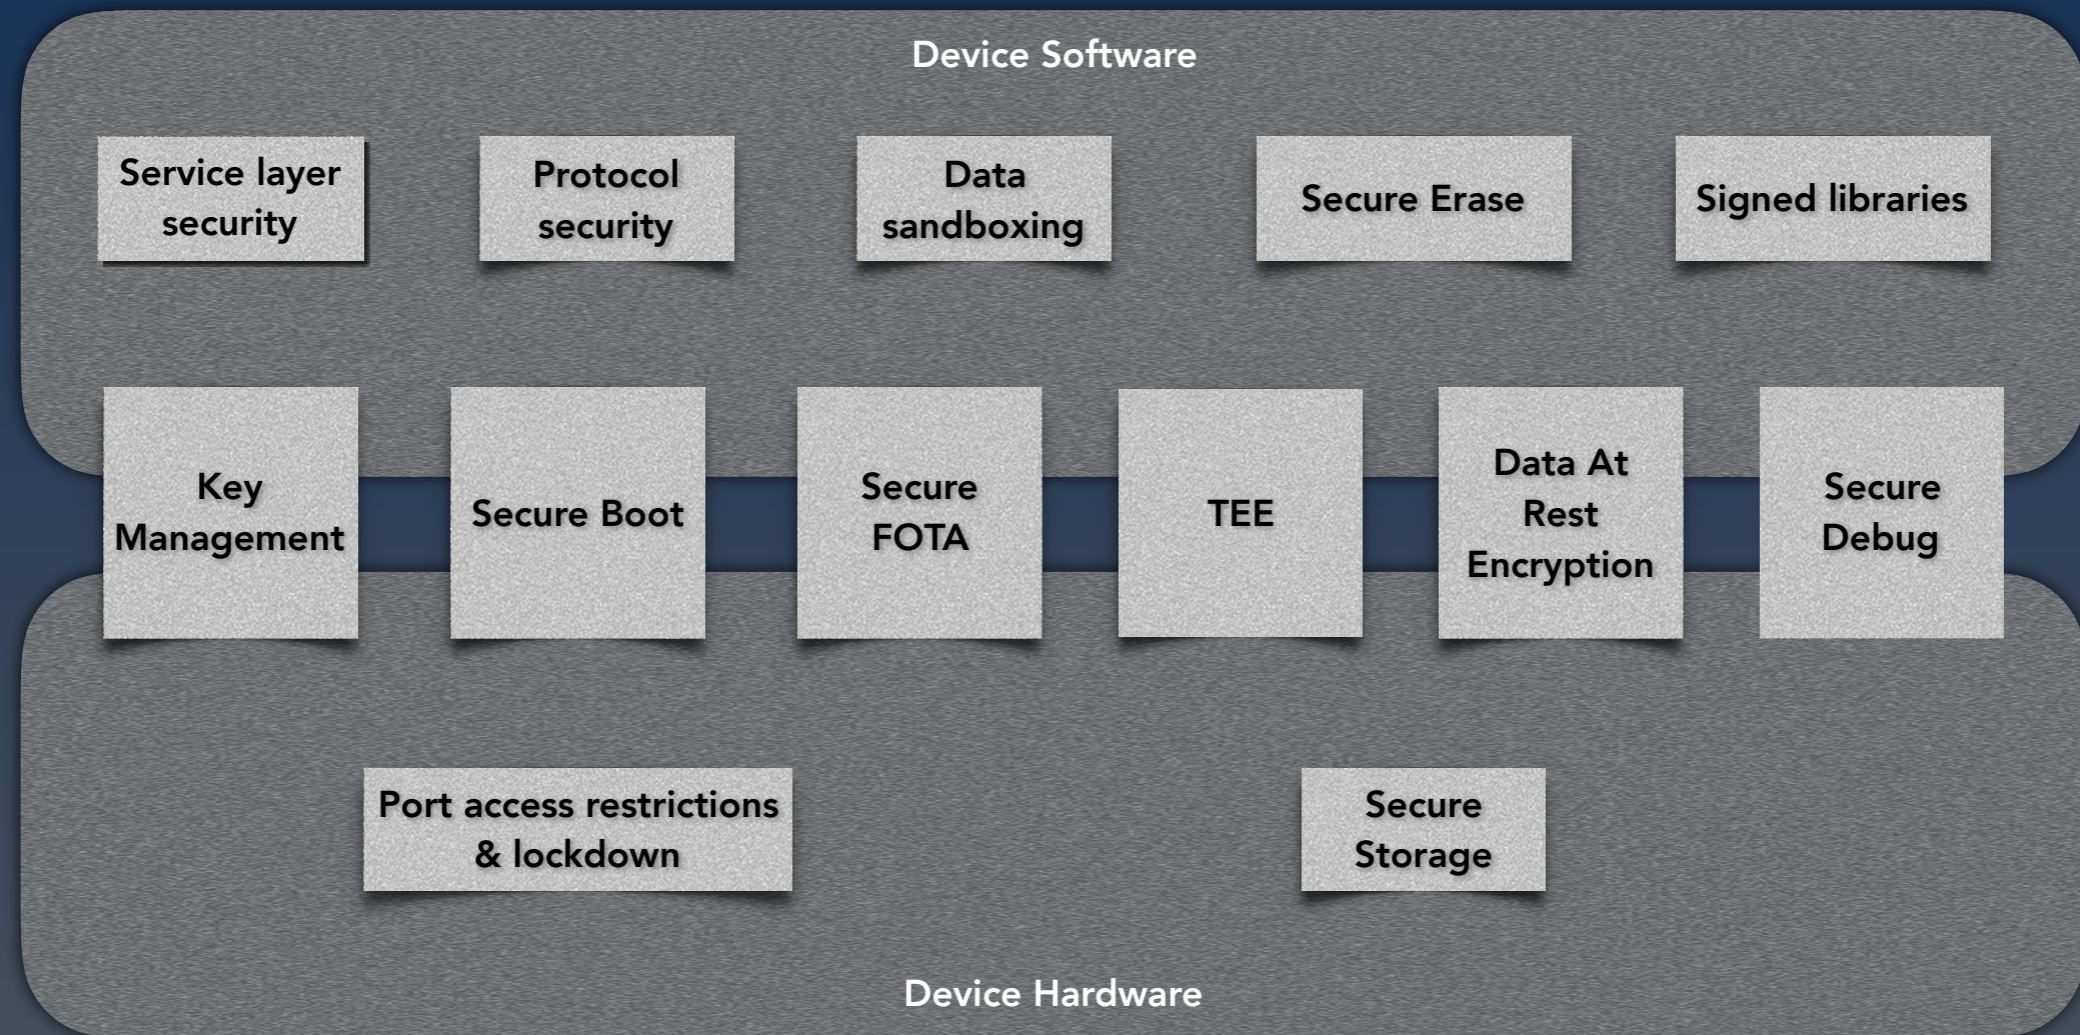 Device Software
Service layer
security
Protocol
security
Data
sandboxing
Secure Erase
Signed libraries
Key
Management
Secure Boot
Secure
FOTA
TEE
Data At
Rest
Encryption
Secure
Debug
Port access restrictions
& lockdown
Secure
Storage
Device Hardware